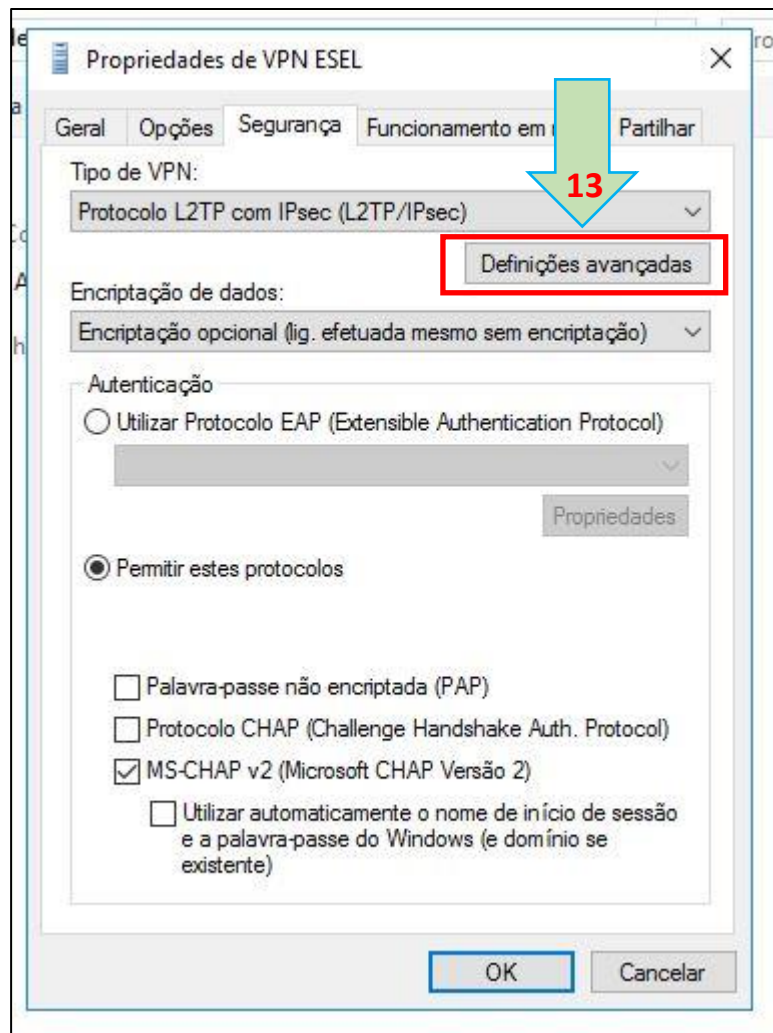 Propriedades de VPN ESEL
Geral Opções Segurança Funcionamento em Partilhar
Tipo de VPN:
13
Protocolo L2TP com IPsec (L2TP/IPsec)
Definições avançadas
Encriptação de dados:
Encriptação opcional (lig. efetuada mesmo sem encriptação)
Autenticação
Utilizar Protocolo EAP (Extensible Authentication Protocol)
Propriedades
Permitir estes protocolos
Palavra-passe não encriptada (PAP)
Protocolo CHAP (Challenge Handshake Auth. Protocol)
MS-CHAP v2 (Microsoft CHAP Versão 2)
Utilizar automaticamente o nome de início de sessão
e a palavra-passe do Windows (e domínio se
existente)
OK Cancelar